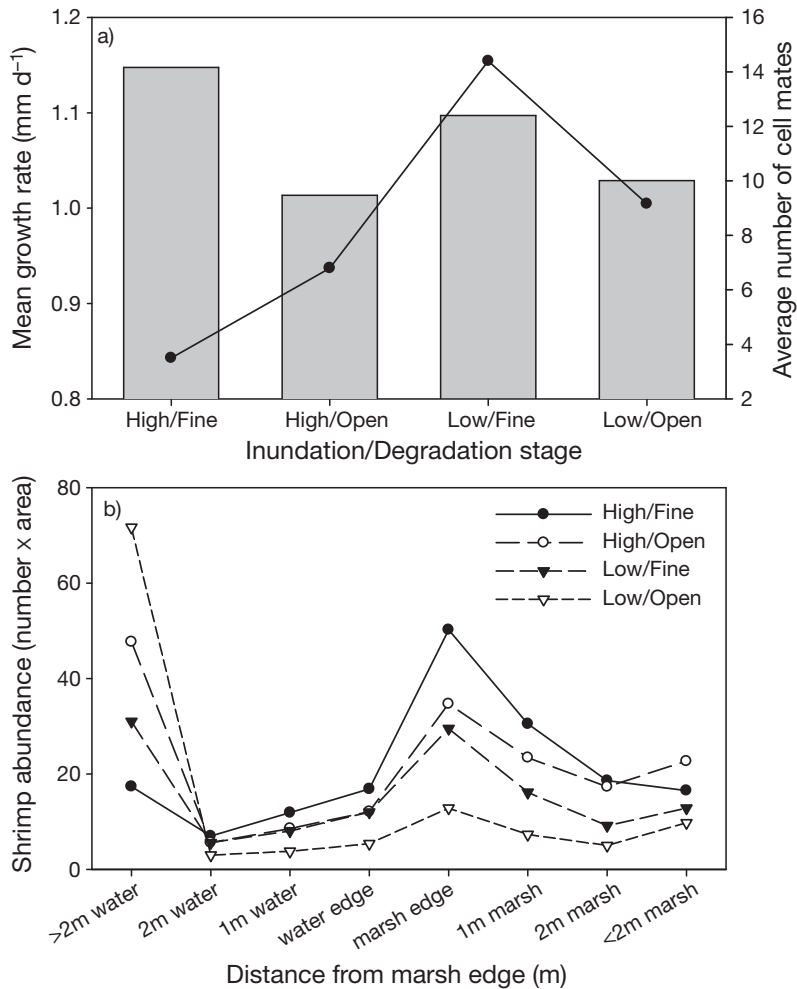 a)
Mean growth rate (mm d⁻¹)
1.2
1.1
1.0
0.9
0.8
Average number of cell mates
16
14
12
10
8
6
4
2
High/Fine
High/Open
Low/Fine
Low/Open
Inundation/Degradation stage
b)
Shrimp abundance (number x area)
80
60
40
20
0
High/Fine
High/Open
Low/Fine
Low/Open
>2m water
2m water
1m water
water edge
marsh edge
1m marsh
2m marsh
<2m marsh
Distance from marsh edge (m)